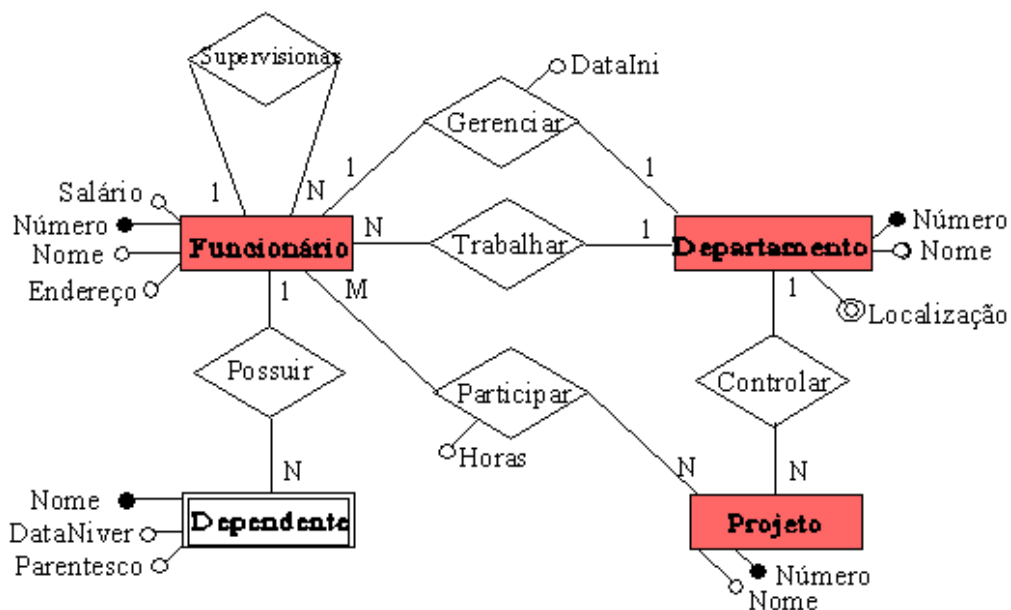 Supervisionar
DataIni
Gerenciar
1
1
1
N
Salário
Número
Nome
Endereço
Funcionário
N
Trabalhar
1
Departamento
Número
Nome
Localização
1
M
1
Possuir
Participar
Controlar
Horas
N
N
N
Nome
DataNiver
Parentesco
Dependente
Projeto
Número
Nome